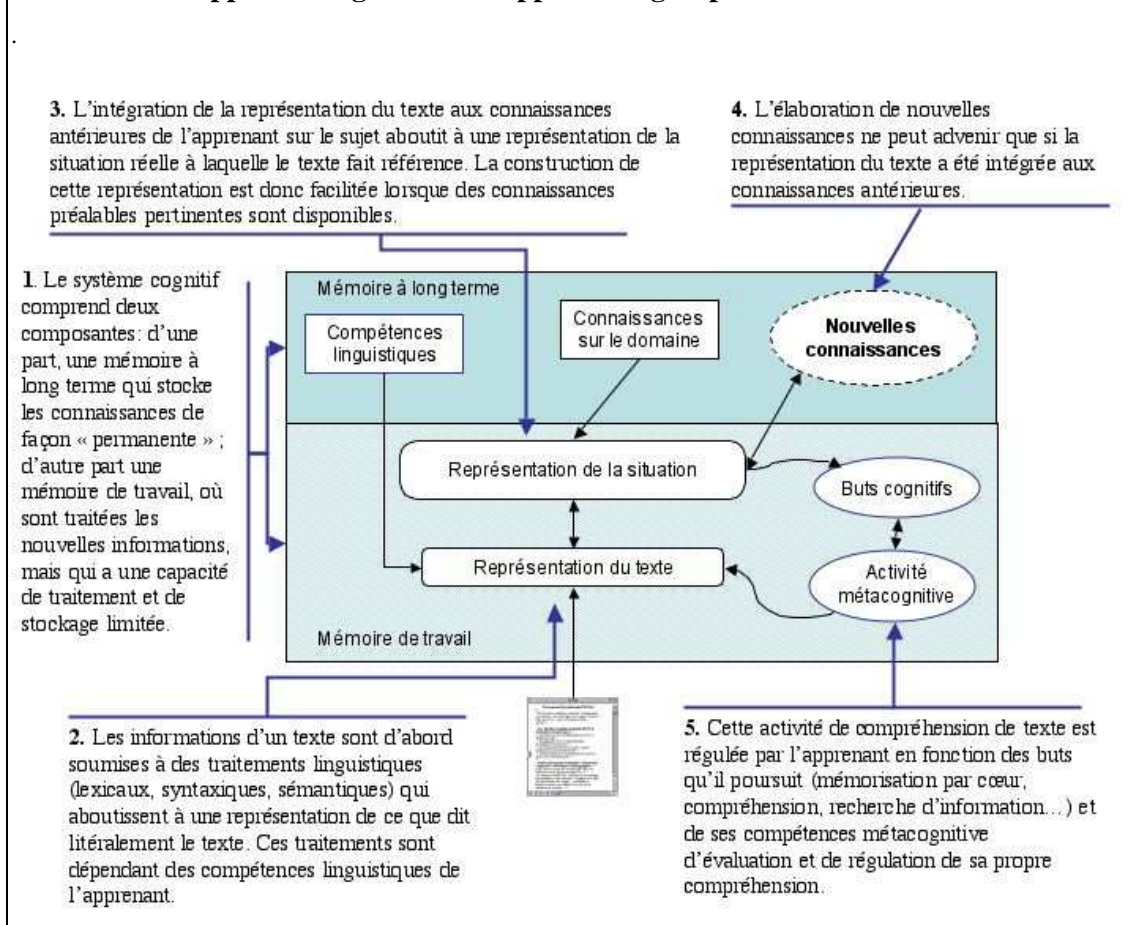 .
3. L'intégration de la représentation du texte aux connaissances
antérieures de l'apprenant sur le sujet aboutit à une représentation de la
situation réelle à laquelle le texte fait référence. La construction de
cette représentation est donc facilitée lorsque des connaissances
préalables pertinentes sont disponibles.
4. L'élaboration de nouvelles
connaissances ne peut advenir que si la
représentation du texte a été intégrée aux
connaissances antérieures.
1. Le système cognitif
comprend deux
composantes: d'une
part, une mémoire à
long terme qui stocke
les connaissances de
façon « permanente » ;
d'autre part une
mémoire de travail, où
sont traitées les
nouvelles informations,
mais qui a une capacité
de traitement et de
stockage limitée.
Mémoire à long terme
Compétences
linguistiques
Connaissances
sur le domaine
Nouvelles
connaissances
Représentation de la situation
Buts cognitifs
Représentation du texte
Activité
métacognitive
Mémoire de travail
2. Les informations d'un texte sont d'abord
soumises à des traitements linguistiques
(lexicaux, syntaxiques, sémantiques) qui
aboutissent à une représentation de ce que dit
litéralement le texte. Ces traitements sont
dépendant des compétences linguistiques de
l'apprenant.
5. Cette activité de compréhension de texte est
régulée par l'apprenant en fonction des buts
qu'il poursuit (mémorisation par cœur,
compréhension, recherche d'information...) et
de ses compétences métacognitive
d'évaluation et de régulation de sa propre
compréhension.